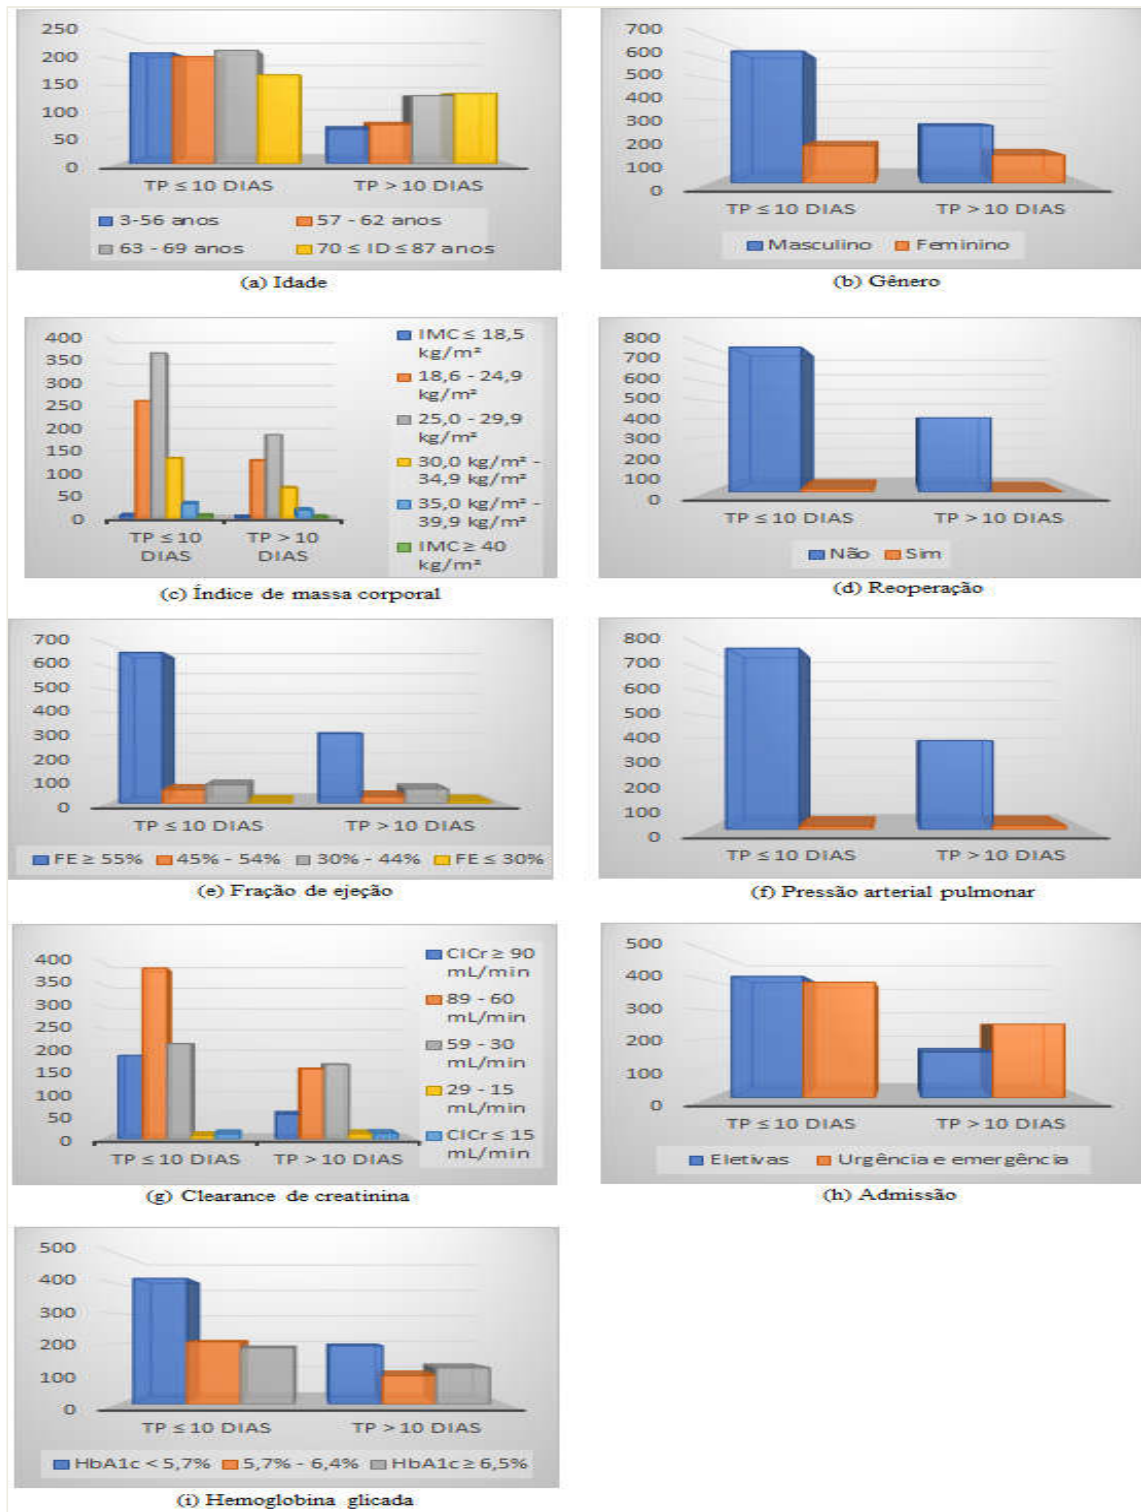 250
200
150
100
50
0
TP ≤ 10 DIAS TP > 10 DIAS
3-56 anos 57 - 62 anos
63 - 69 anos 70 ≤ ID ≤ 87 anos
(a) Idade
700
600
500
400
300
200
100
0
TP ≤ 10 DIAS TP > 10 DIAS
Masculino Feminino
(b) Gênero
400
350
300
250
200
150
100
50
0
TP ≤ 10
DIAS
TP > 10
DIAS
IMC ≤ 18,5
kg/m²
18,6 - 24,9
kg/m²
25,0 - 29,9
kg/m²
30,0 kg/m² -
34,9 kg/m²
35,0 kg/m² -
39,9 kg/m²
IMC ≥ 40
kg/m²
(c) Índice de massa corporal
800
700
600
500
400
300
200
100
0
TP ≤ 10 DIAS TP > 10 DIAS
Não Sim
(d) Reoperação
700
600
500
400
300
200
100
0
TP ≤ 10 DIAS TP > 10 DIAS
FE ≥ 55% 45% - 54% 30% - 44% FE ≤ 30%
(e) Fração de ejeção
800
700
600
500
400
300
200
100
0
TP ≤ 10 DIAS TP > 10 DIAS
(f) Pressão arterial pulmonar
400
350
300
250
200
150
100
50
0
TP ≤ 10 DIAS TP > 10 DIAS
ClCr ≥ 90
mL/min
89 - 60
mL/min
59 - 30
mL/min
29 - 15
mL/min
ClCr ≤ 15
mL/min
(g) Clearance de creatinina
500
400
300
200
100
0
TP ≤ 10 DIAS TP > 10 DIAS
Eletivas Urgência e emergência
(h) Admissão
500
400
300
200
100
0
TP ≤ 10 DIAS TP > 10 DIAS
HbA1c < 5,7% 5,7% - 6,4% HbA1c ≥ 6,5%
(i) Hemoglobina glicada